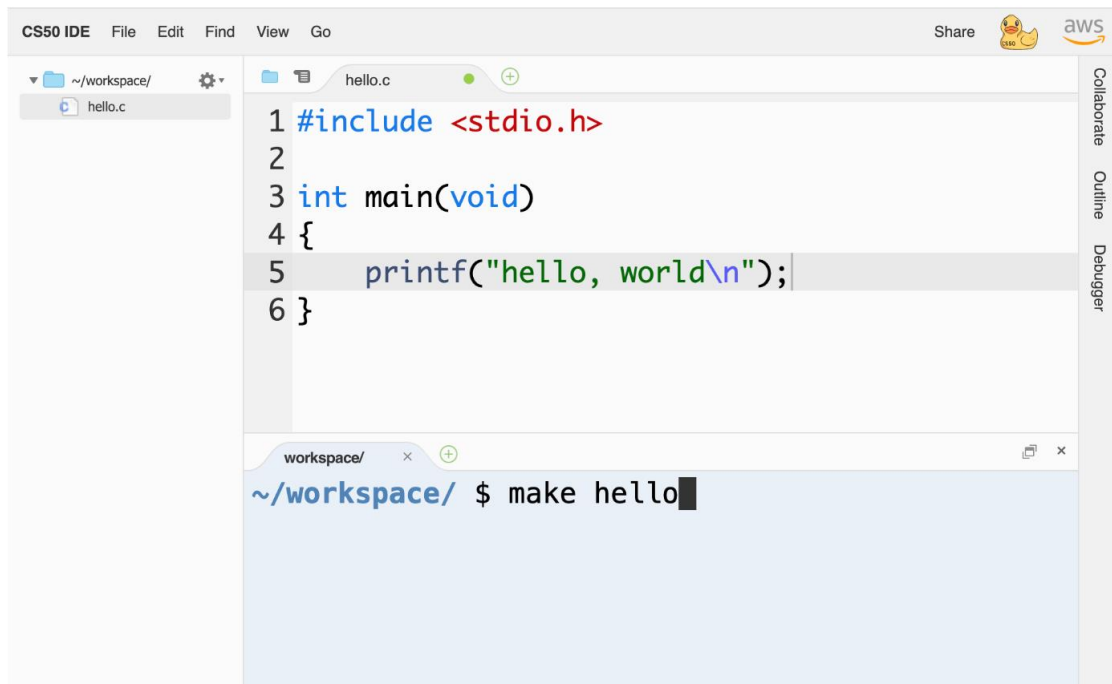 CS50 IDE File Edit Find View Go Share aws
~/workspace/
hello.c
hello.c
1 #include <stdio.h>
2
3 int main(void)
4 {
5     printf("hello, world\n");
6 }
workspace/
~/workspace/ $ make hello
Collaborate
Outline
Debugger
CS50